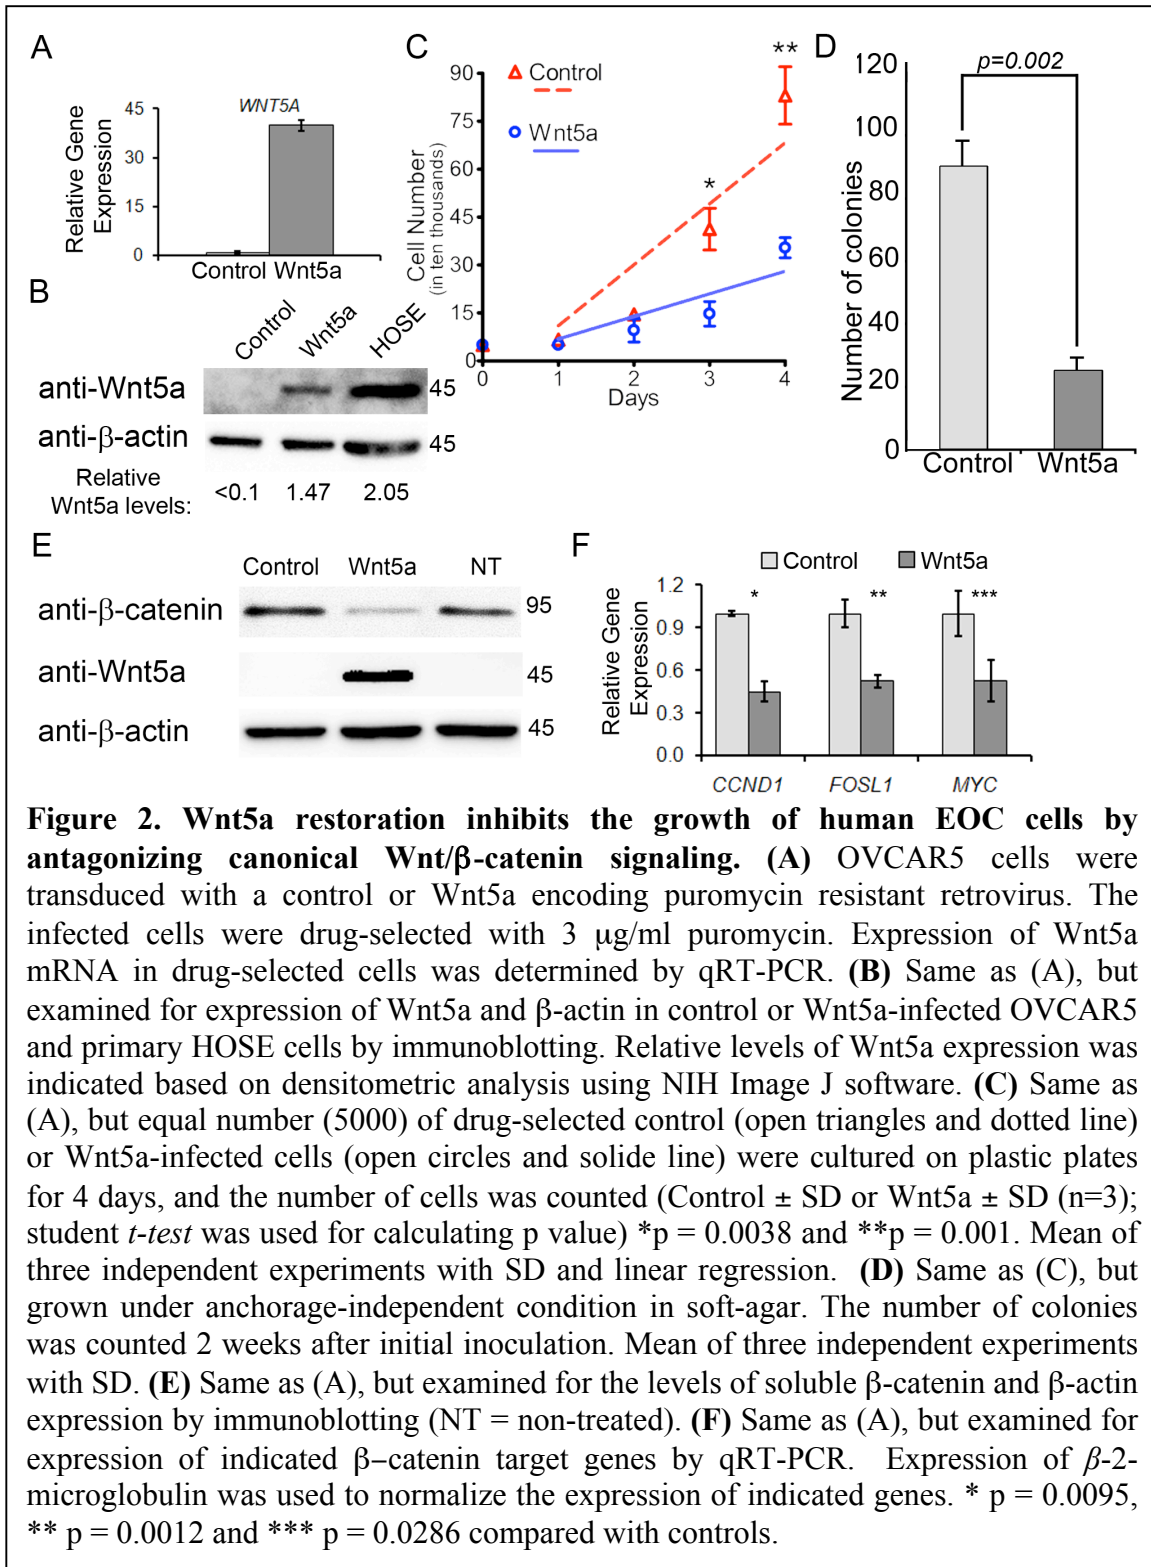 A
Relative Gene
Expression
45
30
15
0
WNT5A
Control Wnt5a
B
Control
Wnt5a
HOSE
anti-Wnt5a
45
anti-β-actin
45
Relative
Wnt5a levels:
<0.1
1.47
2.05
C
Cell Number
(in ten thousands)
90
75
60
45
30
15
0
Control
Wnt5a
*
**
0
1
2
3
4
Days
D
Number of colonies
120
100
80
60
40
20
0
p=0.002
Control
Wnt5a
E
Control
Wnt5a
NT
anti-β-catenin
95
anti-Wnt5a
45
anti-β-actin
45
F
Control
Wnt5a
Relative Gene
Expression
1.2
0.9
0.6
0.3
0.0
*
**
***
CCND1
FOSL1
MYC
Figure 2. Wnt5a restoration inhibits the growth of human EOC cells by
antagonizing canonical Wnt/β-catenin signaling. (A) OVCAR5 cells were
transduced with a control or Wnt5a encoding puromycin resistant retrovirus. The
infected cells were drug-selected with 3 μg/ml puromycin. Expression of Wnt5a
mRNA in drug-selected cells was determined by qRT-PCR. (B) Same as (A), but
examined for expression of Wnt5a and β-actin in control or Wnt5a-infected OVCAR5
and primary HOSE cells by immunoblotting. Relative levels of Wnt5a expression was
indicated based on densitometric analysis using NIH Image J software. (C) Same as
(A), but equal number (5000) of drug-selected control (open triangles and dotted line)
or Wnt5a-infected cells (open circles and solide line) were cultured on plastic plates
for 4 days, and the number of cells was counted (Control ± SD or Wnt5a ± SD (n=3);
student t-test was used for calculating p value) *p = 0.0038 and **p = 0.001. Mean of
three independent experiments with SD and linear regression. (D) Same as (C), but
grown under anchorage-independent condition in soft-agar. The number of colonies
was counted 2 weeks after initial inoculation. Mean of three independent experiments
with SD. (E) Same as (A), but examined for the levels of soluble β-catenin and β-actin
expression by immunoblotting (NT = non-treated). (F) Same as (A), but examined for
expression of indicated β–catenin target genes by qRT-PCR. Expression of β-2-
microglobulin was used to normalize the expression of indicated genes. * p = 0.0095,
** p = 0.0012 and *** p = 0.0286 compared with controls.